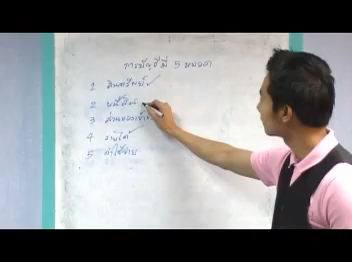 การบัญชีมี 5 หมวด
1 สินทรัพย์ ✓
2 หนี้สิน
3 ส่วนของเจ้าของ
4 รายได้
5 ค่าใช้จ่าย